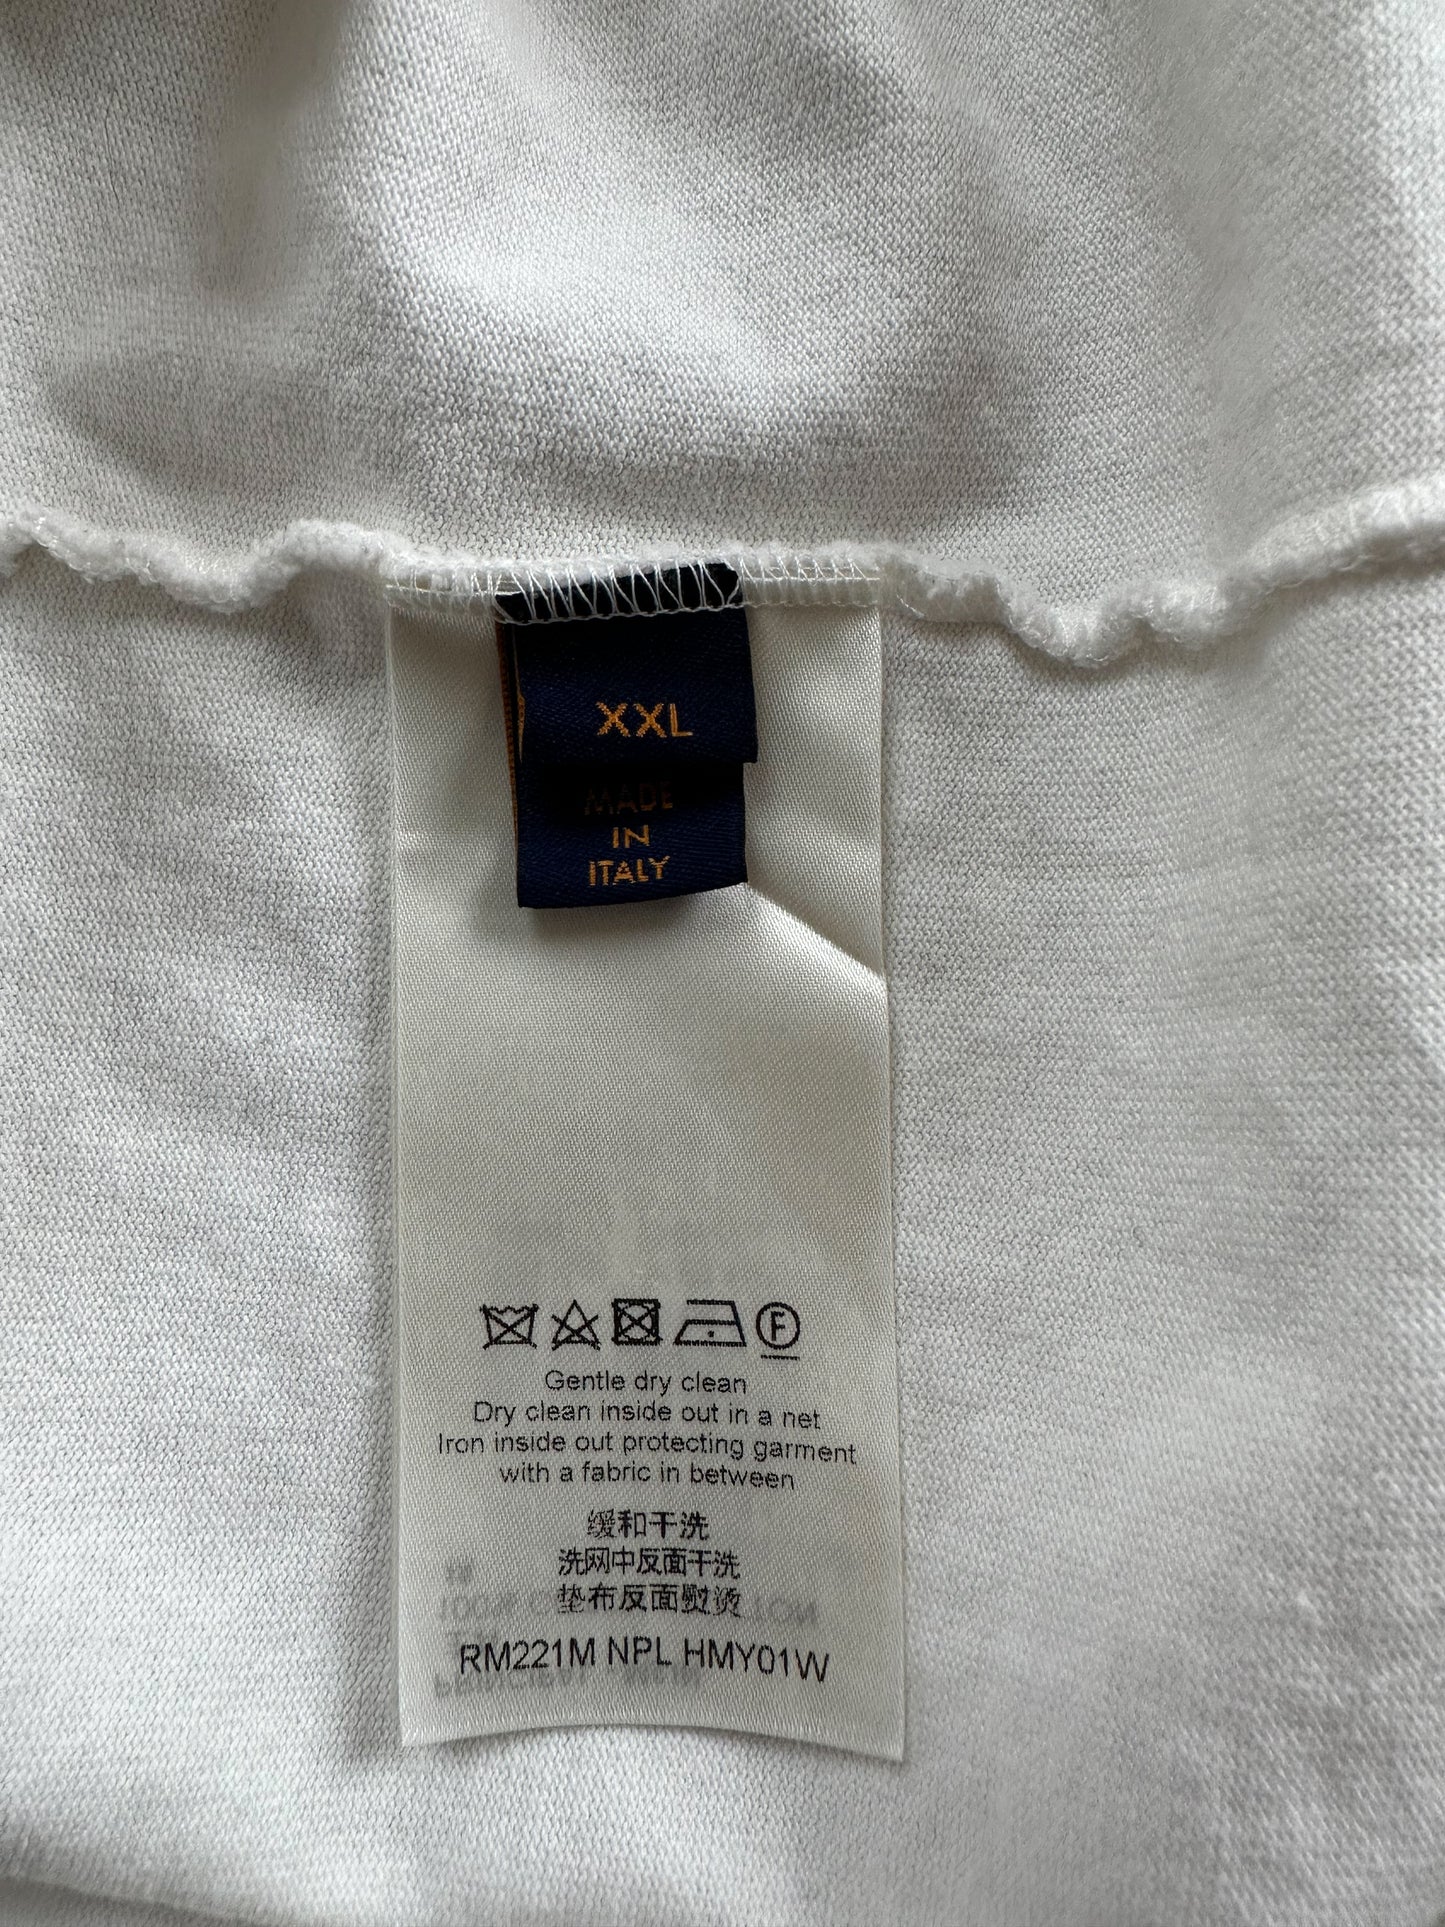 XXL
MADE
IN
ITALY
F
Gentle dry clean
Dry clean inside out in a net
Iron inside out protecting garment
with a fabric in between
缓和干洗
洗网中反面干洗
垫布反面熨烫
RM221M NPL HMY01W